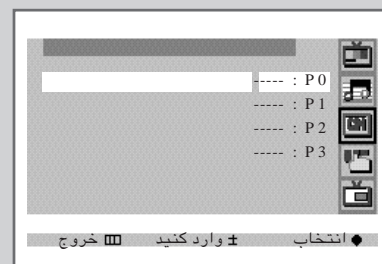 P0 : -----
P1 : -----
P2 : -----
P3 : -----
انتخاب ± وارد کنید خروج